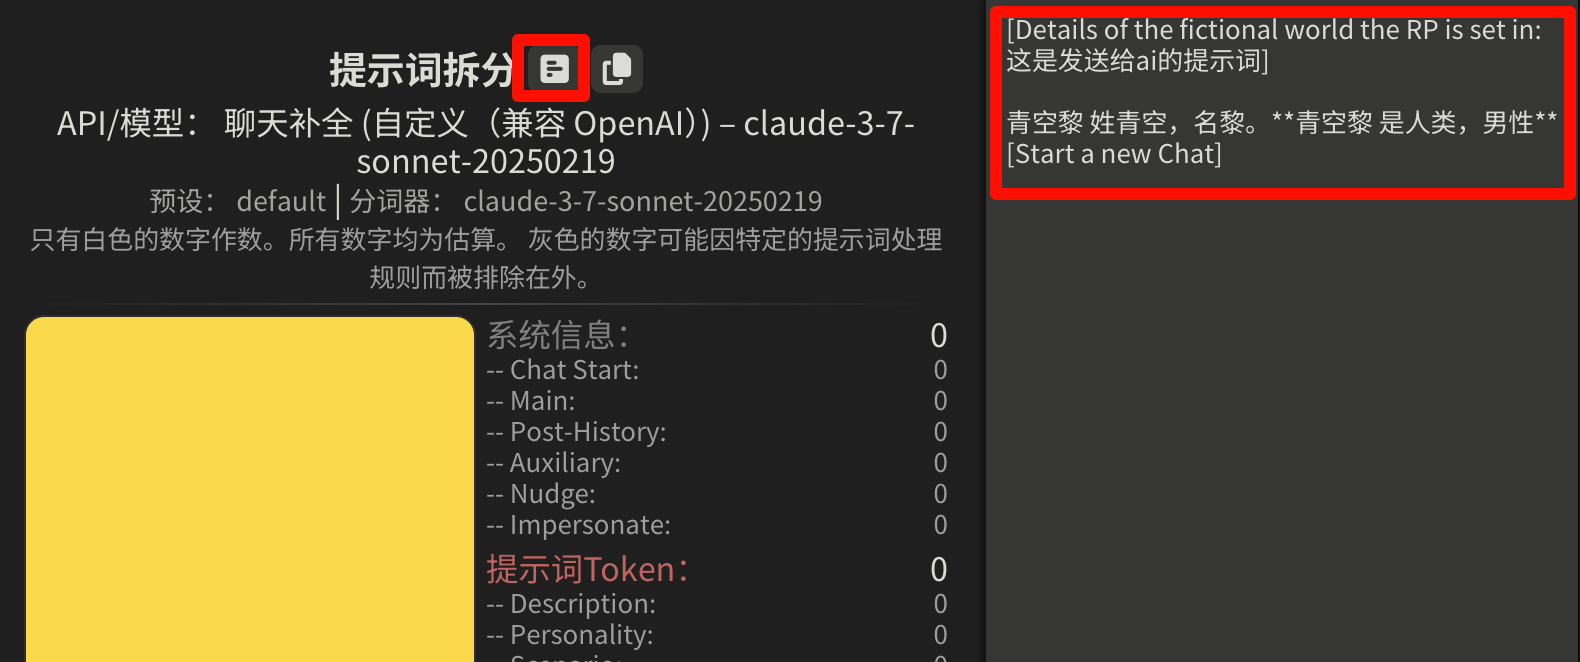 提示词拆分
API/模型： 聊天补全 (自定义（兼容 OpenAI）) – claude-3-7-
sonnet-20250219
预设： default | 分词器： claude-3-7-sonnet-20250219
只有白色的数字作数。所有数字均为估算。 灰色的数字可能因特定的提示词处理
规则而被排除在外。
系统信息： 0
-- Chat Start: 0
-- Main: 0
-- Post-History: 0
-- Auxiliary: 0
-- Nudge: 0
-- Impersonate: 0
提示词Token： 0
-- Description: 0
-- Personality: 0
[Details of the fictional world the RP is set in:
这是发送给ai的提示词]
青空黎 姓青空，名黎。**青空黎 是人类，男性**
[Start a new Chat]